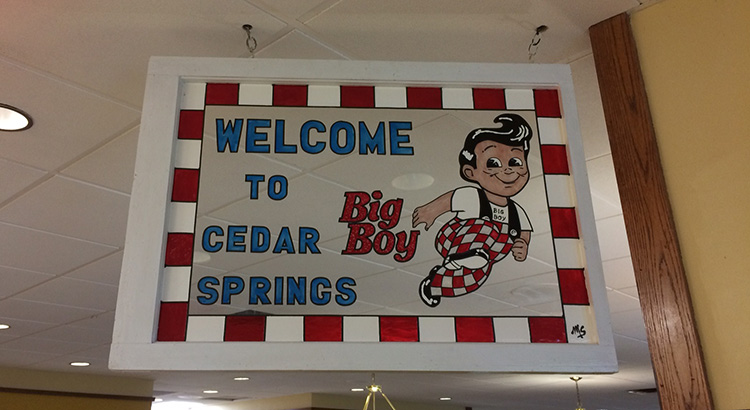 WELCOME
TO
CEDAR
SPRINGS
Big
Boy
BIG
BOY